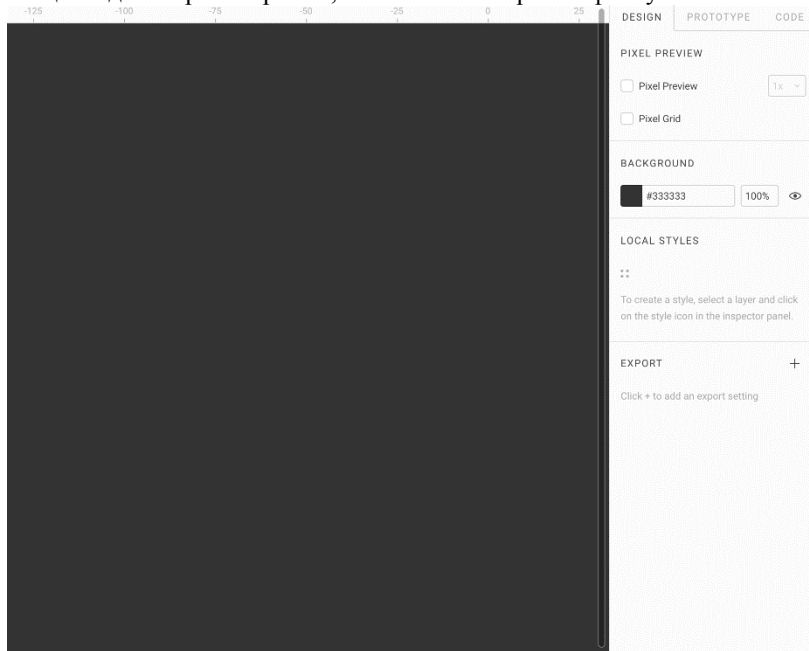 -125 -100 -75 -50 -25 0 25
DESIGN PROTOTYPE CODE
PIXEL PREVIEW
Pixel Preview 1x
Pixel Grid
BACKGROUND
#333333 100%
LOCAL STYLES
To create a style, select a layer and click
on the style icon in the inspector panel.
EXPORT +
Click + to add an export setting